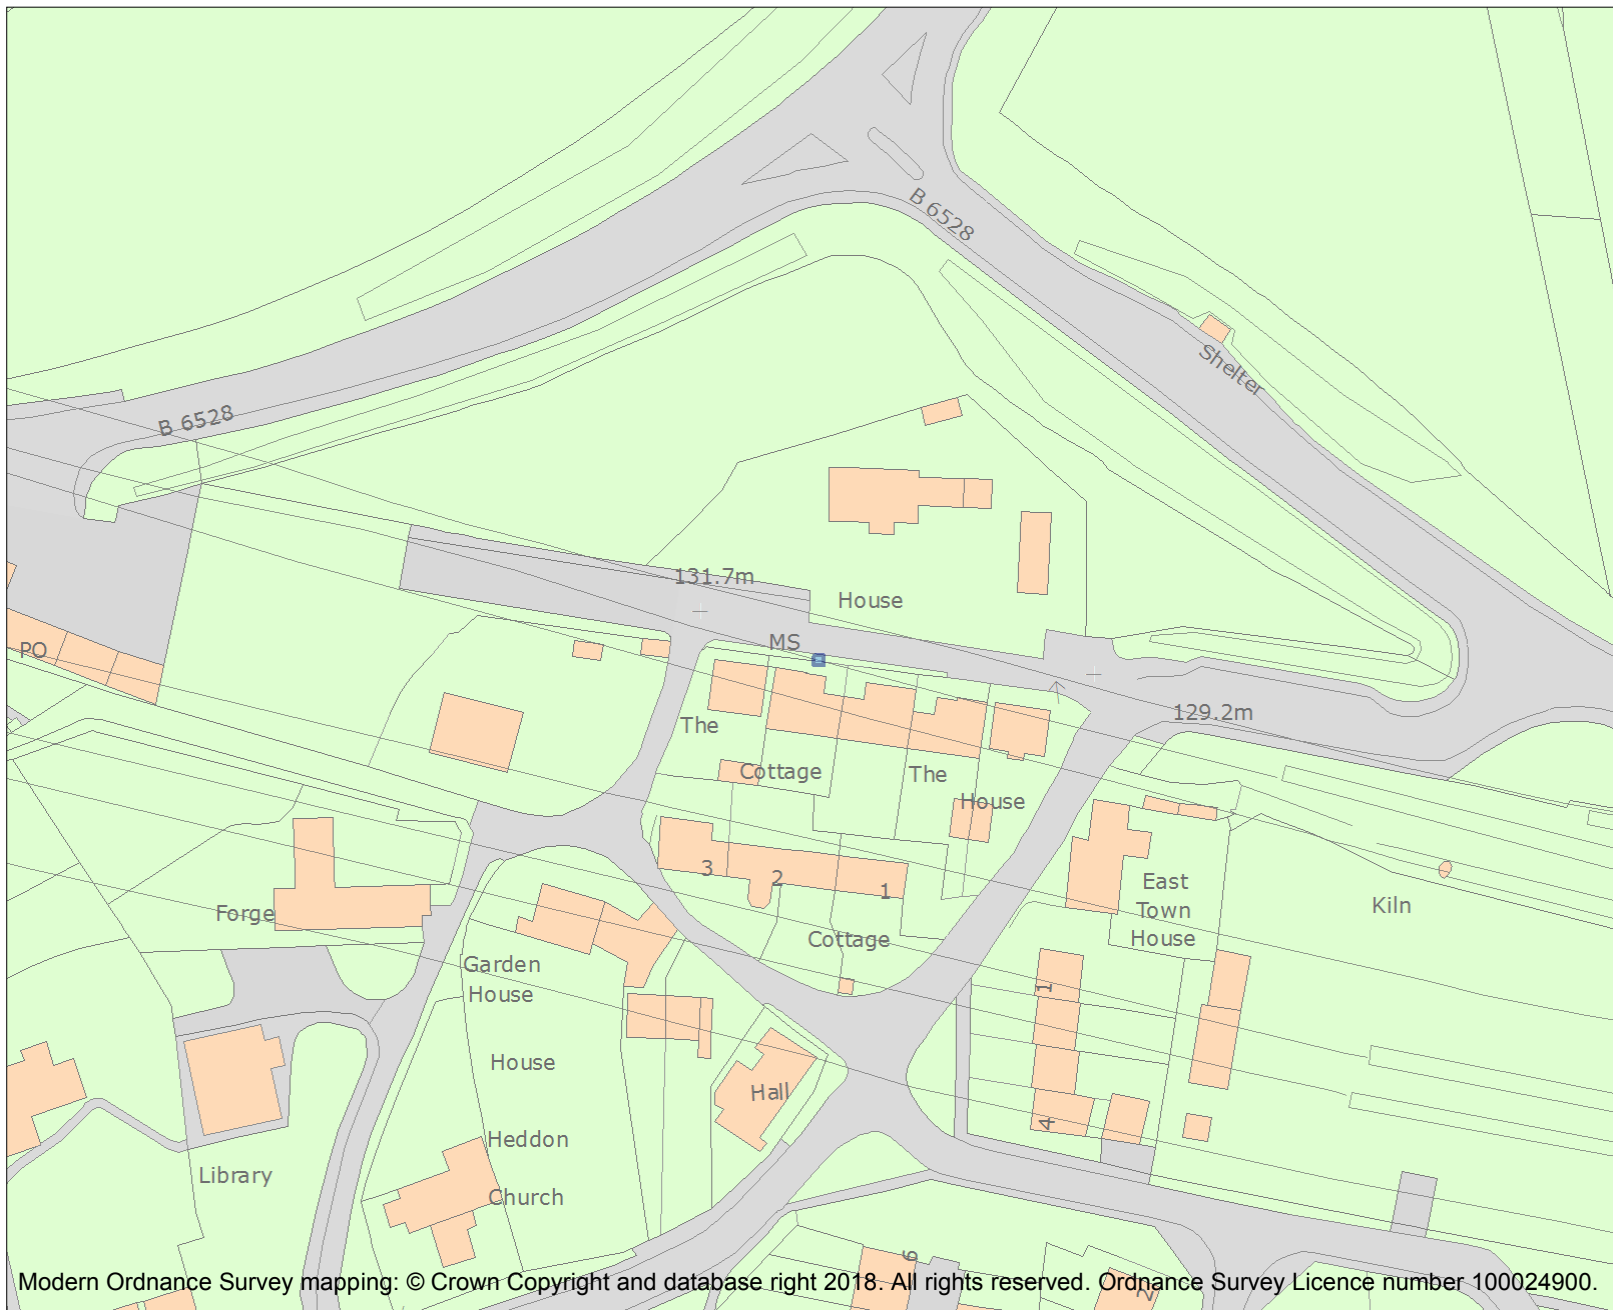 B 6528
Shelter
B 6528
131.7m
House
MS
PO
129.2m
The
Cottage
The
House
3
2
1
East
Town
House
Kiln
Forge
Cottage
Garden
House
1
House
Hall
4
Heddon
Library
Church
6
2
Modern Ordnance Survey mapping: © Crown Copyright and database right 2018. All rights reserved. Ordnance Survey Licence number 100024900.